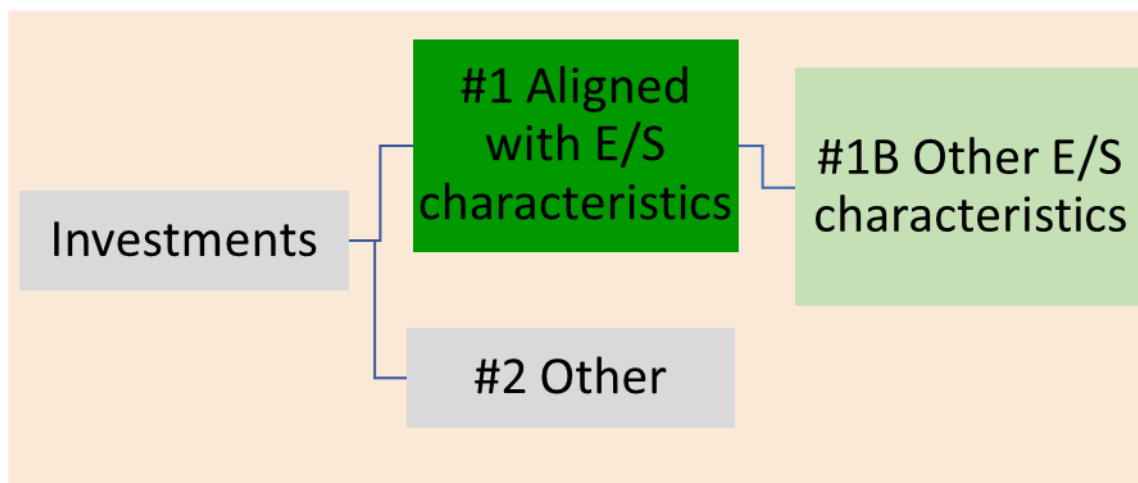 Investments
#1 Aligned
with E/S
characteristics
#1B Other E/S
characteristics
#2 Other